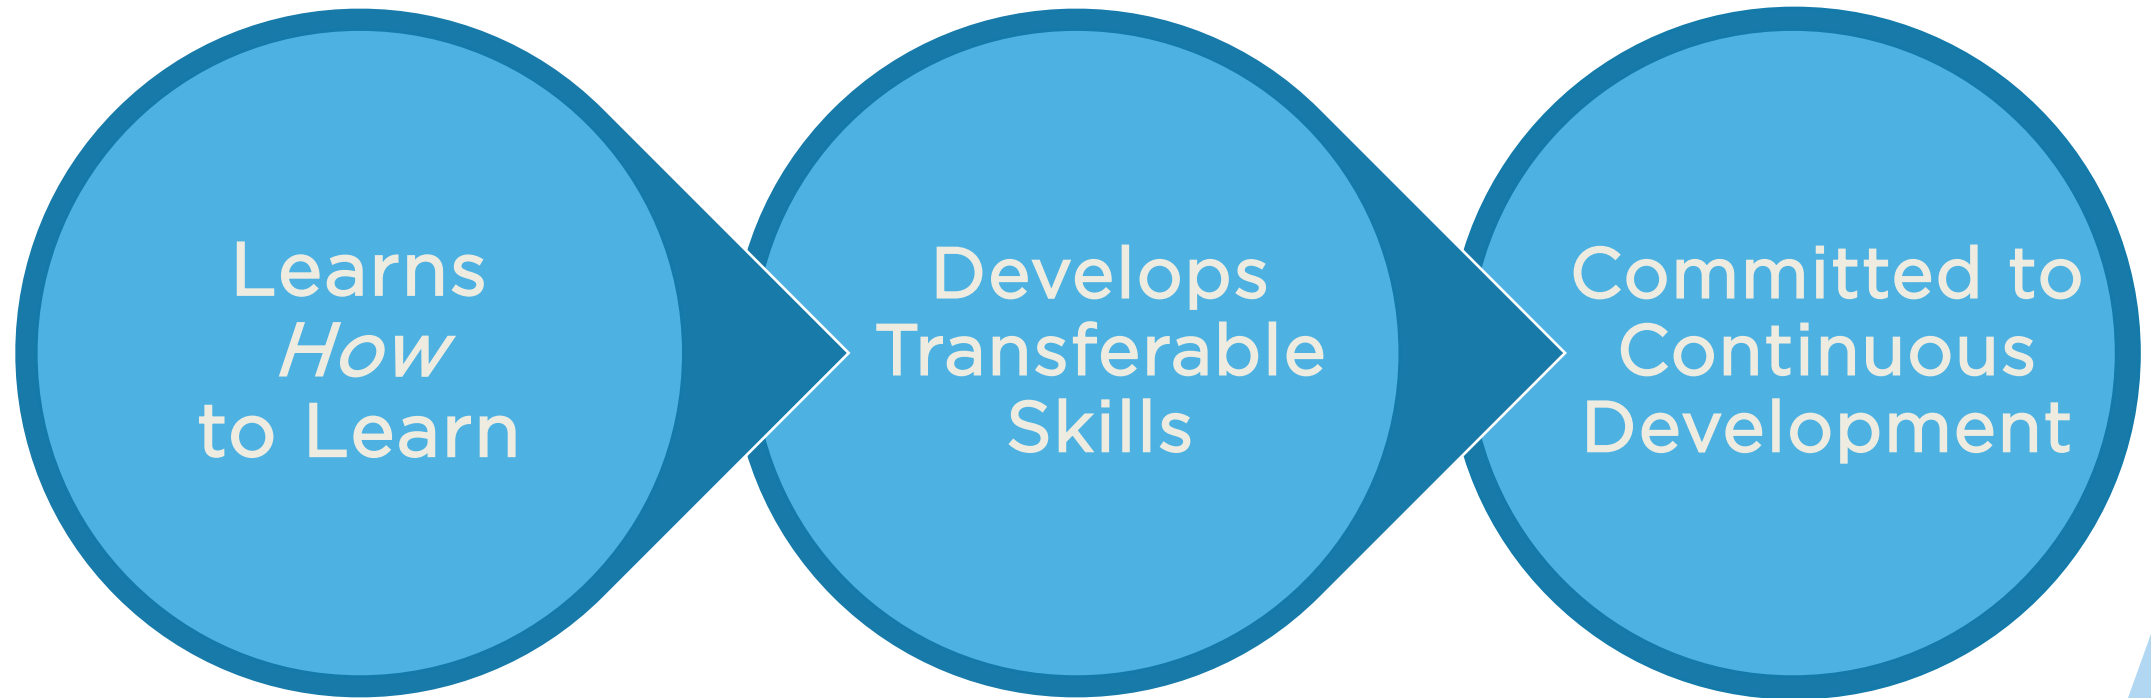 Learns
How
to Learn
Develops
Transferable
Skills
Committed to
Continuous
Development